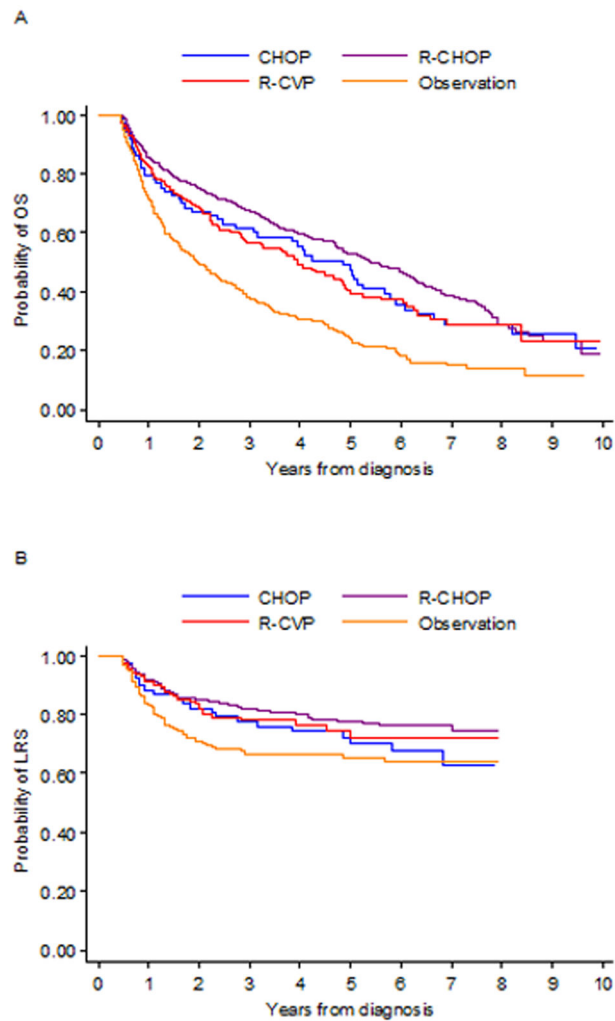 A
CHOP R-CHOP
R-CVP Observation
1.00
0.80
0.60
0.40
0.20
0.00
Probability of OS
0 1 2 3 4 5 6 7 8 9 10
Years from diagnosis
B
CHOP R-CHOP
R-CVP Observation
1.00
0.80
0.60
0.40
0.20
0.00
Probability of LRS
0 1 2 3 4 5 6 7 8 9 10
Years from diagnosis